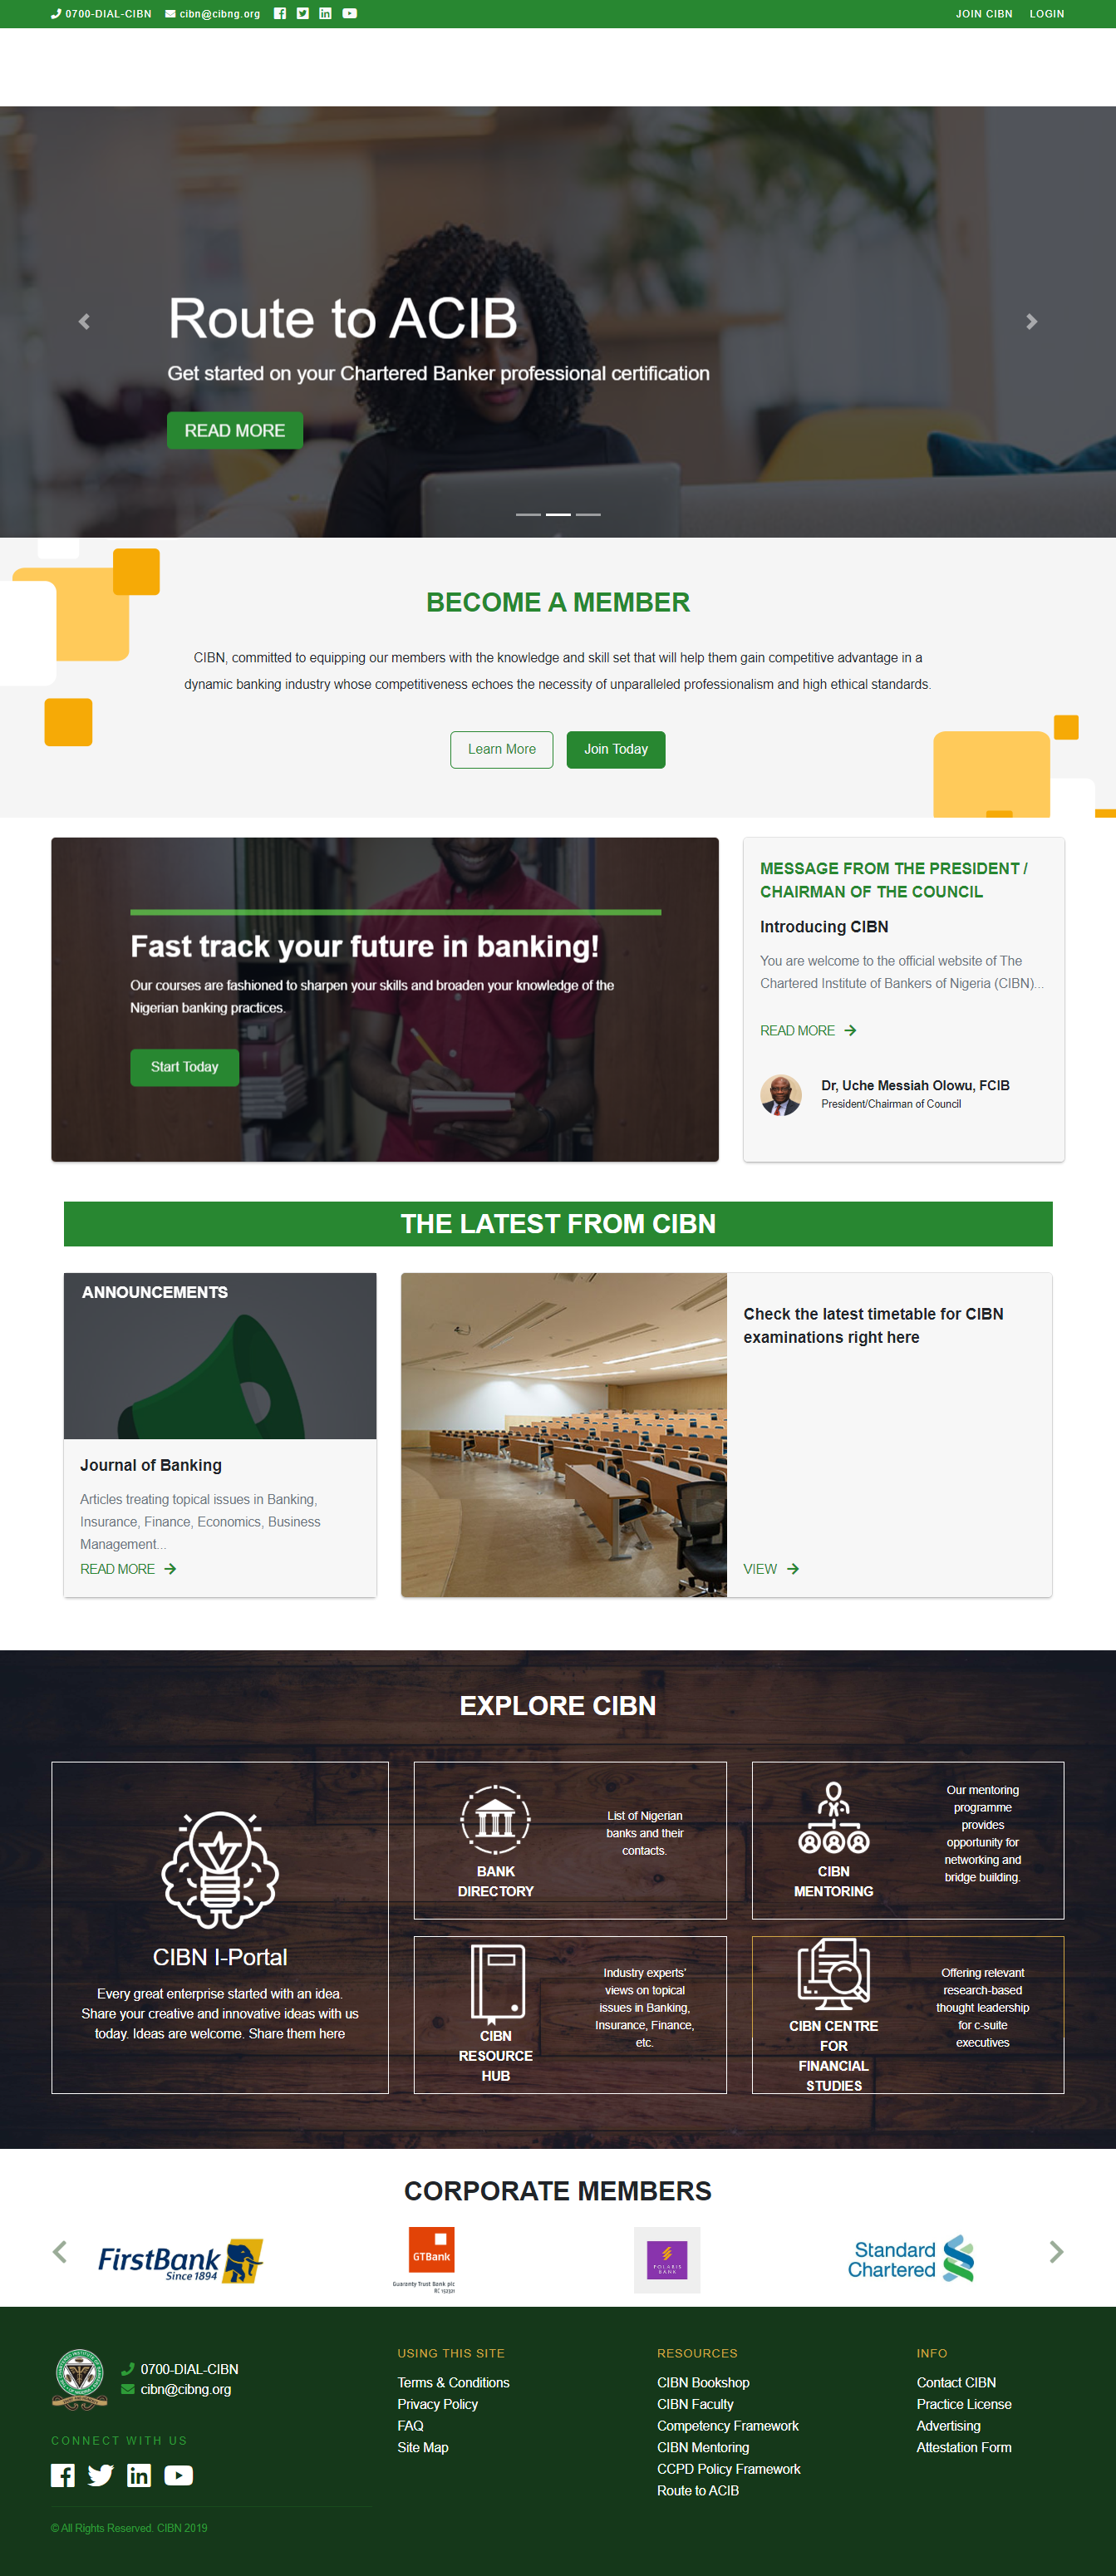 0700-DIAL-CIBN cibn@cibng.org JOIN CIBN LOGIN
Route to ACIB
Get started on your Chartered Banker professional certification
READ MORE
BECOME A MEMBER
CIBN, committed to equipping our members with the knowledge and skill set that will help them gain competitive advantage in a
dynamic banking industry whose competitiveness echoes the necessity of unparalleled professionalism and high ethical standards.
Learn More Join Today
Fast track your future in banking!
Our courses are fashioned to sharpen your skills and broaden your knowledge of the
Nigerian banking practices.
Start Today
MESSAGE FROM THE PRESIDENT /
CHAIRMAN OF THE COUNCIL
Introducing CIBN
You are welcome to the official website of The
Chartered Institute of Bankers of Nigeria (CIBN)...
READ MORE
Dr, Uche Messiah Olowu, FCIB
President/Chairman of Council
THE LATEST FROM CIBN
ANNOUNCEMENTS
Journal of Banking
Articles treating topical issues in Banking,
Insurance, Finance, Economics, Business
Management...
READ MORE
Check the latest timetable for CIBN
examinations right here
VIEW
EXPLORE CIBN
CIBN I-Portal
Every great enterprise started with an idea.
Share your creative and innovative ideas with us
today. Ideas are welcome. Share them here
BANK
DIRECTORY
List of Nigerian
banks and their
contacts.
CIBN
MENTORING
Our mentoring
programme
provides
opportunity for
networking and
bridge building.
CIBN
RESOURCE
HUB
Industry experts'
views on topical
issues in Banking,
Insurance, Finance,
etc.
CIBN CENTRE
FOR
FINANCIAL
STUDIES
Offering relevant
research-based
thought leadership
for c-suite
executives
CORPORATE MEMBERS
FirstBank
Since 1894
GTBank
Guaranty Trust Bank plc
RC 152321
POLARIS
BANK
Standard
Chartered
0700-DIAL-CIBN
cibn@cibng.org
CONNECT WITH US
© All Rights Reserved. CIBN 2019
USING THIS SITE
Terms & Conditions
Privacy Policy
FAQ
Site Map
RESOURCES
CIBN Bookshop
CIBN Faculty
Competency Framework
CIBN Mentoring
CCPD Policy Framework
Route to ACIB
INFO
Contact CIBN
Practice License
Advertising
Attestation Form